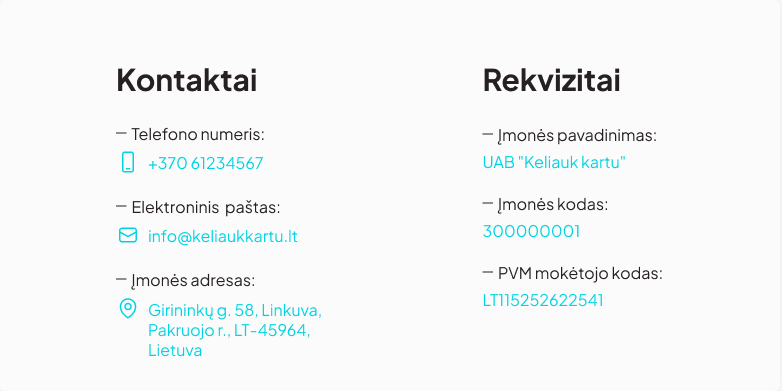 Kontaktai
— Telefono numeris:
+370 61234567
— Elektroninis paštas:
info@keliaukkartu.lt
— Įmonės adresas:
Girininkų g. 58, Linkuva,
Pakruojo r., LT-45964,
Lietuva
Rekvizitai
— Įmonės pavadinimas:
UAB "Keliauk kartu"
— Įmonės kodas:
300000001
— PVM mokėtojo kodas:
LT115252622541